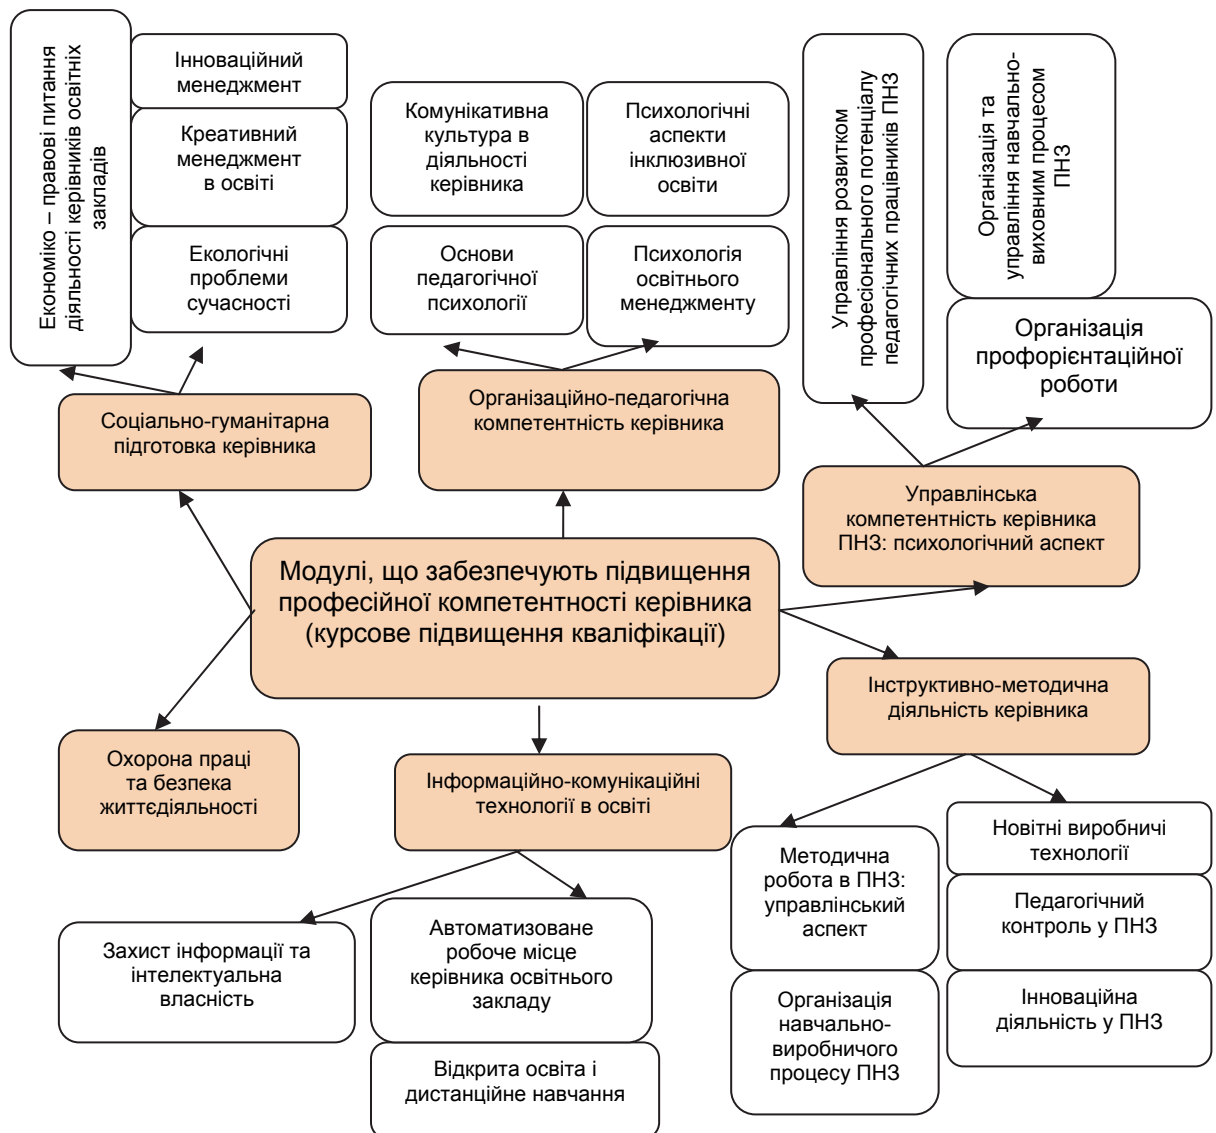 Економіко – правові питання
діяльності керівників освітніх
закладів
Інноваційний
менеджмент
Креативний
менеджмент
в освіті
Екологічні
проблеми
сучасності
Комунікативна
культура в
діяльності
керівника
Психологічні
аспекти
інклюзивної
освіти
Основи
педагогічної
психології
Психологія
освітнього
менеджменту
Управління розвитком
професіонального потенціалу
педагогічних працівників ПНЗ
Організація та
управління навчально-
виховним процесом
ПНЗ
Організація
профорієнтаційної
роботи
Соціально-гуманітарна
підготовка керівника
Організаційно-педагогічна
компетентність керівника
Управлінська
компетентність керівника
ПНЗ: психологічний аспект
Модулі, що забезпечують підвищення
професійної компетентності керівника
(курсове підвищення кваліфікації)
Інструктивно-методична
діяльність керівника
Охорона праці
та безпека
життєдіяльності
Інформаційно-комунікаційні
технології в освіті
Захист інформації та
інтелектуальна
власність
Автоматизоване
робоче місце
керівника освітнього
закладу
Відкрита освіта і
дистанційне навчання
Методична
робота в ПНЗ:
управлінський
аспект
Організація
навчально-
виробничого
процесу ПНЗ
Новітні виробничі
технології
Педагогічний
контроль у ПНЗ
Інноваційна
діяльність у ПНЗ